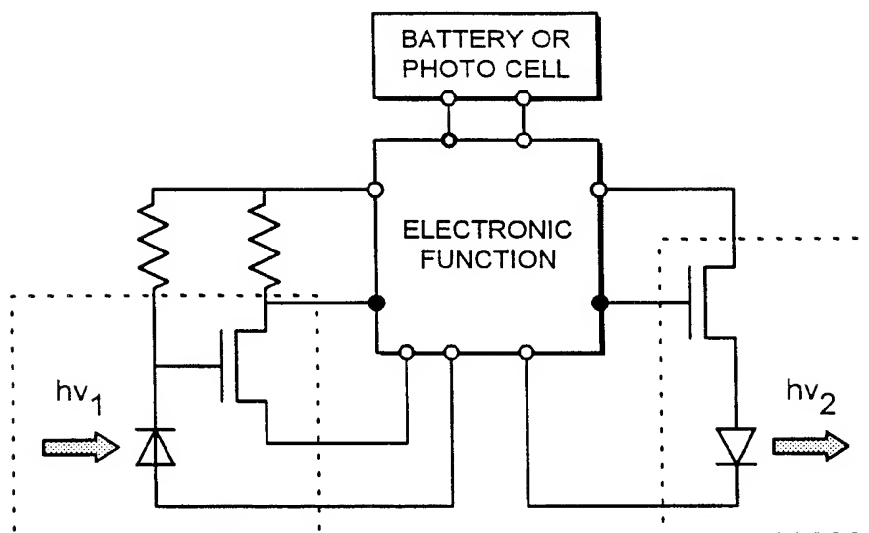 BATTERY OR
PHOTO CELL
ELECTRONIC
FUNCTION
hv1
hv2